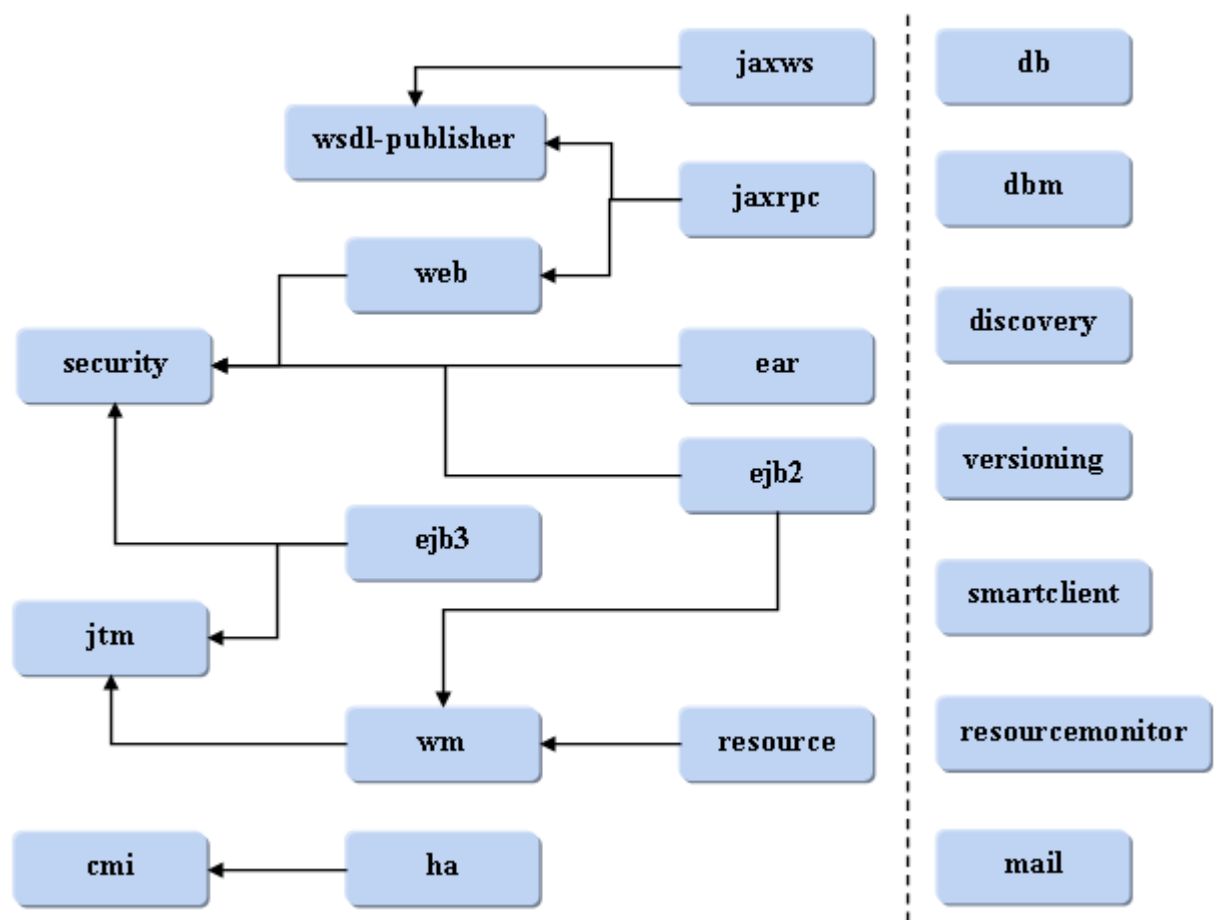 jaxws
db
wsdl-publisher
dbm
jaxrpc
web
discovery
security
ear
versioning
ejb2
ejb3
smartclient
jtm
resourcemonitor
wm
resource
cmi
ha
mail